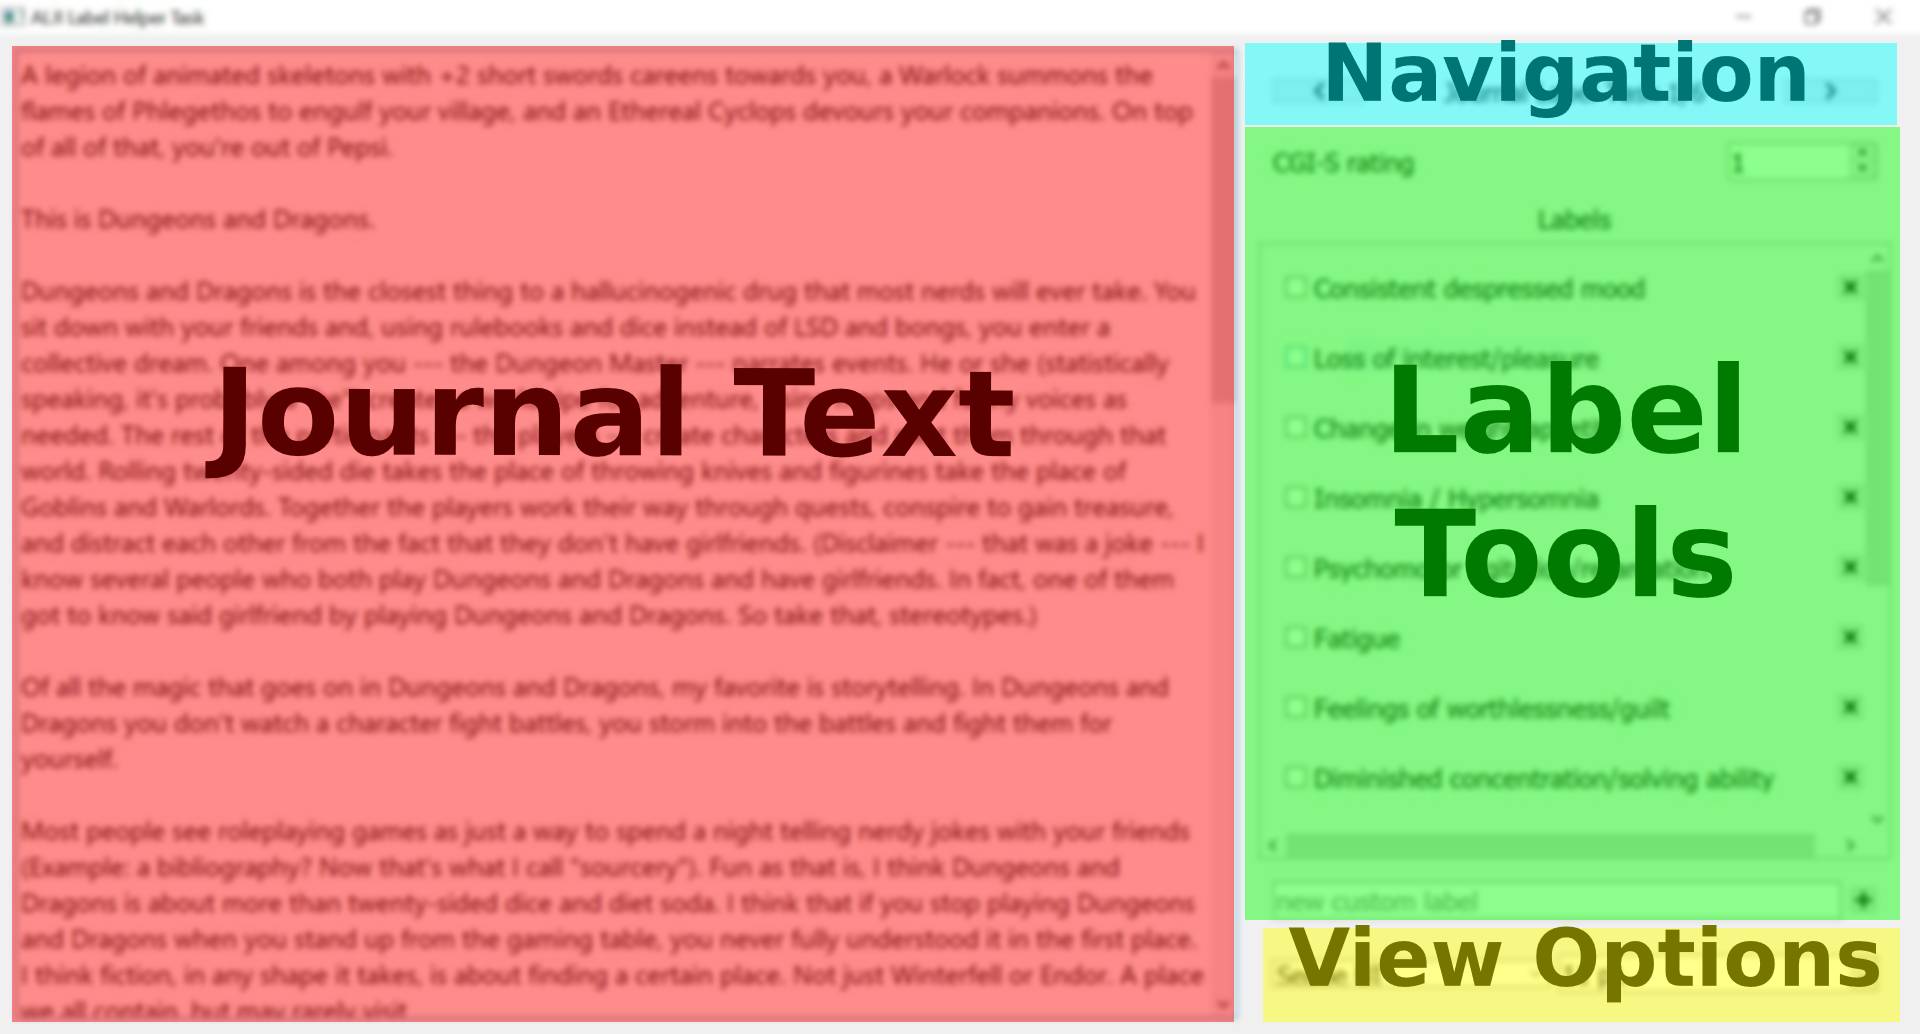 ALII Label Helper Task
A legion of animated skeletons with +2 short swords careens towards you, a Warlock summons the
flames of Phlegethos to engulf your village, and an Ethereal Cyclops devours your companions. On top
of all of that, you're out of Pepsi.
This is Dungeons and Dragons.
Dungeons and Dragons is the closest thing to a hallucinogenic drug that most nerds will ever take. You
sit down with your friends and, using rulebooks and dice instead of LSD and bongs, you enter a
collective dream. One among you --- the Dungeon Master --- narrates events. He or she (statistically
speaking, it's voices as
needed. The rest through that
world. Rolling twenty-sided die takes the place of throwing knives and figurines take the place of
Goblins and Warlords. Together the players work their way through quests, conspire to gain treasure,
and distract each other from the fact that they don't have girlfriends. (Disclaimer --- that was a joke --- I
know several people who both play Dungeons and Dragons and have girlfriends. In fact, one of them
got to know said girlfriend by playing Dungeons and Dragons. So take that, stereotypes.)
Of all the magic that goes on in Dungeons and Dragons, my favorite is storytelling. In Dungeons and
Dragons you don't watch a character fight battles, you storm into the battles and fight them for
yourself.
Most people see roleplaying games as just a way to spend a night telling nerdy jokes with your friends
(Example: a bibliography? Now that's what I call "sourcery"). Fun as that is, I think Dungeons and
Dragons is about more than twenty-sided dice and diet soda. I think that if you stop playing Dungeons
and Dragons when you stand up from the gaming table, you never fully understood it in the first place.
I think fiction, in any shape it takes, is about finding a certain place. Not just Winterfell or Endor. A place
we all contain, but may rarely visit
Journal Text
Navigation
CGI-S rating 1
Labels
Consistent despressed mood
Loss of interest/pleasure
Change in
Insomnia / Hypersomnia
Fatigue
Feelings of worthlessness/guilt
Diminished concentration/solving ability
new custom label
Label
Tools
View Options